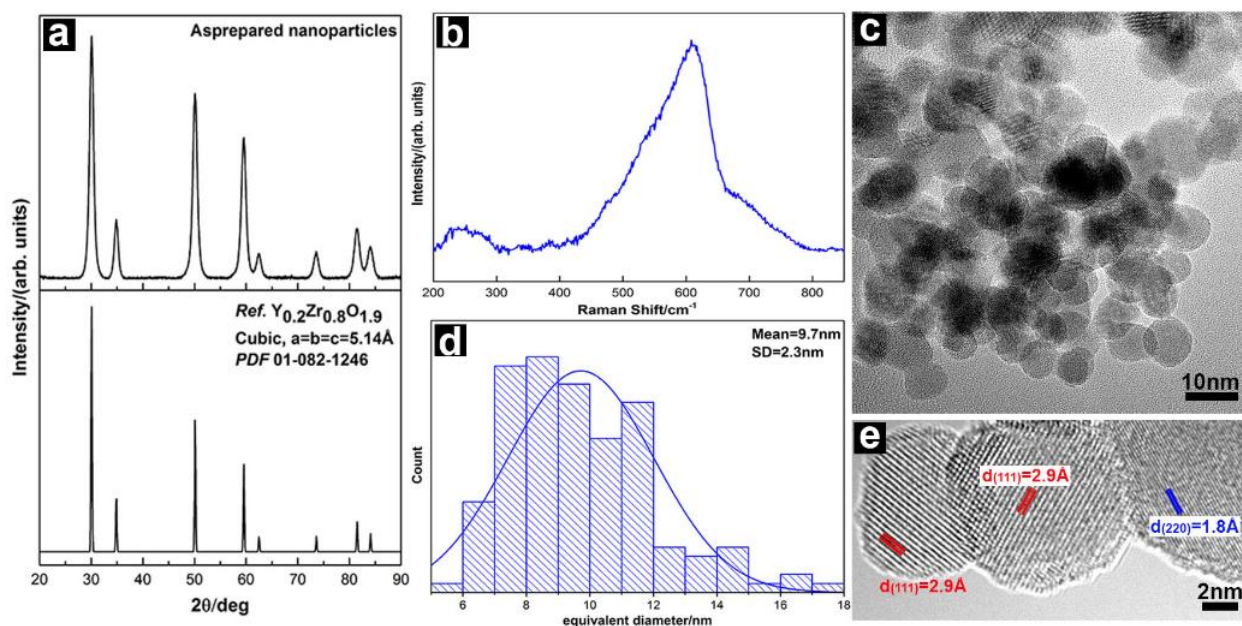 a
Asprepared nanoparticles
Intensity/(arb. units)
Ref. Y0.2Zr0.8O1.9
Cubic, a=b=c=5.14Å
PDF 01-082-1246
20 30 40 50 60 70 80 90
2θ/deg
b
Intensity/(arb. units)
200 300 400 500 600 700 800
Raman Shift/cm-1
c
10nm
d
Mean=9.7nm
SD=2.3nm
Count
6 8 10 12 14 16 18
equivalent diameter/nm
e
d(111)=2.9Å
d(220)=1.8Å
d(111)=2.9Å
2nm